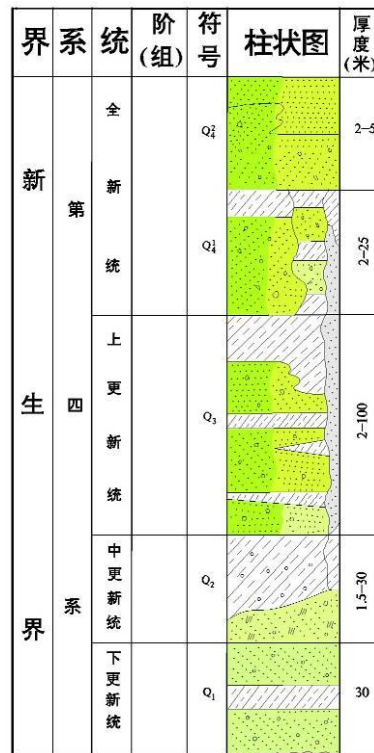 界 系 统 阶(组) 符号 柱状图 厚度(米)
新生界
第四系
全新统
Q₄² 2-5
Q₄¹ 2-25
上更新统
Q₃ 2-100
中更新统
Q₂ 1.5-30
下更新统
Q₁ 30